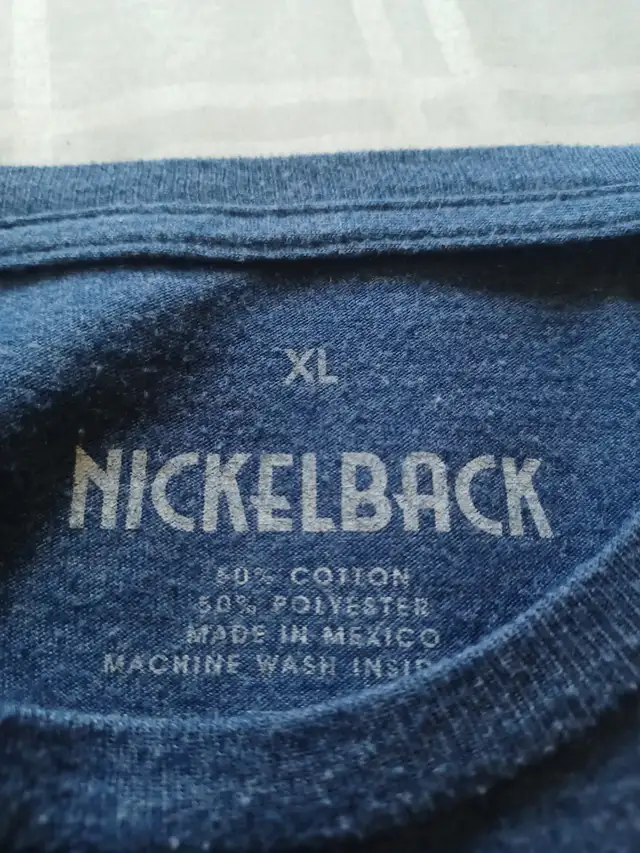 XL
NICKELBACK
50% COTTON
50% POLYESTER
MADE IN MEXICO
MACHINE WASH